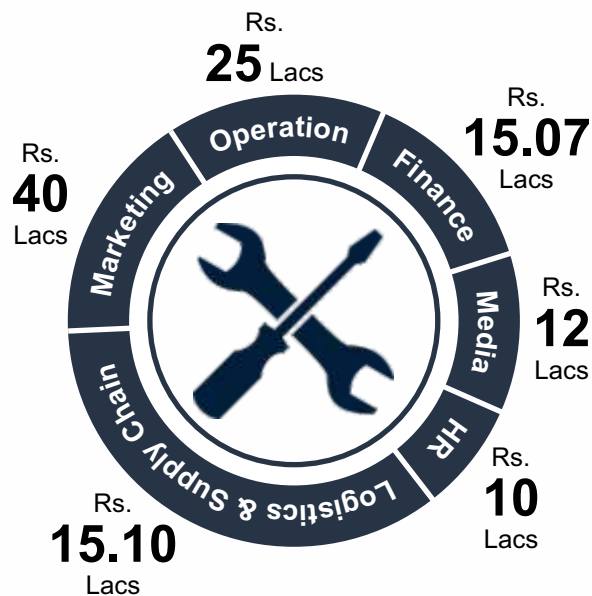 Rs.
25 Lacs
Operation
Rs.
15.07
Lacs
Finance
Rs.
12
Lacs
Media
Rs.
10
Lacs
HR
Rs.
15.10
Lacs
Logistics & Supply Chain
Rs.
40
Lacs
Marketing